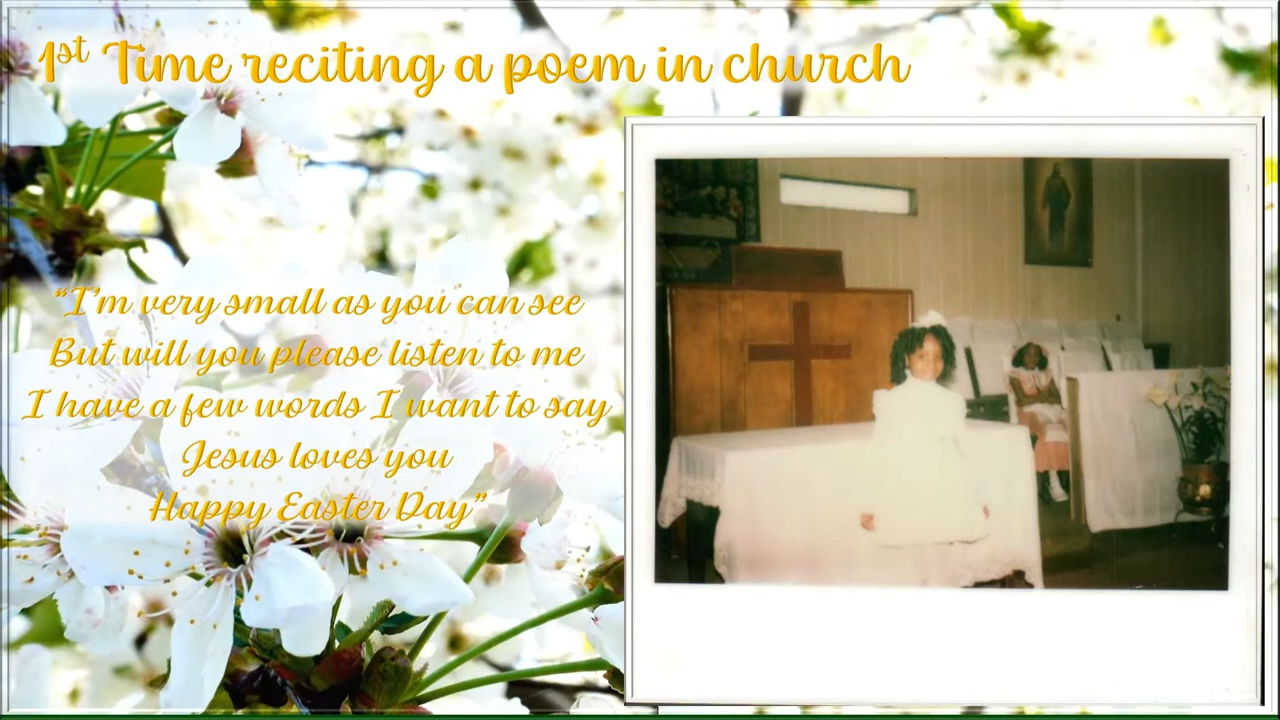 1st Time reciting a poem in church
“I’m very small as you can see
But will you please listen to me
I have a few words I want to say
Jesus loves you
Happy Easter Day”